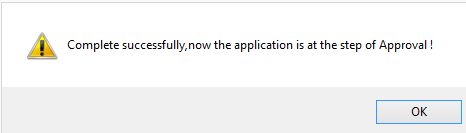 Complete successfully,now the application is at the step of Approval !
OK